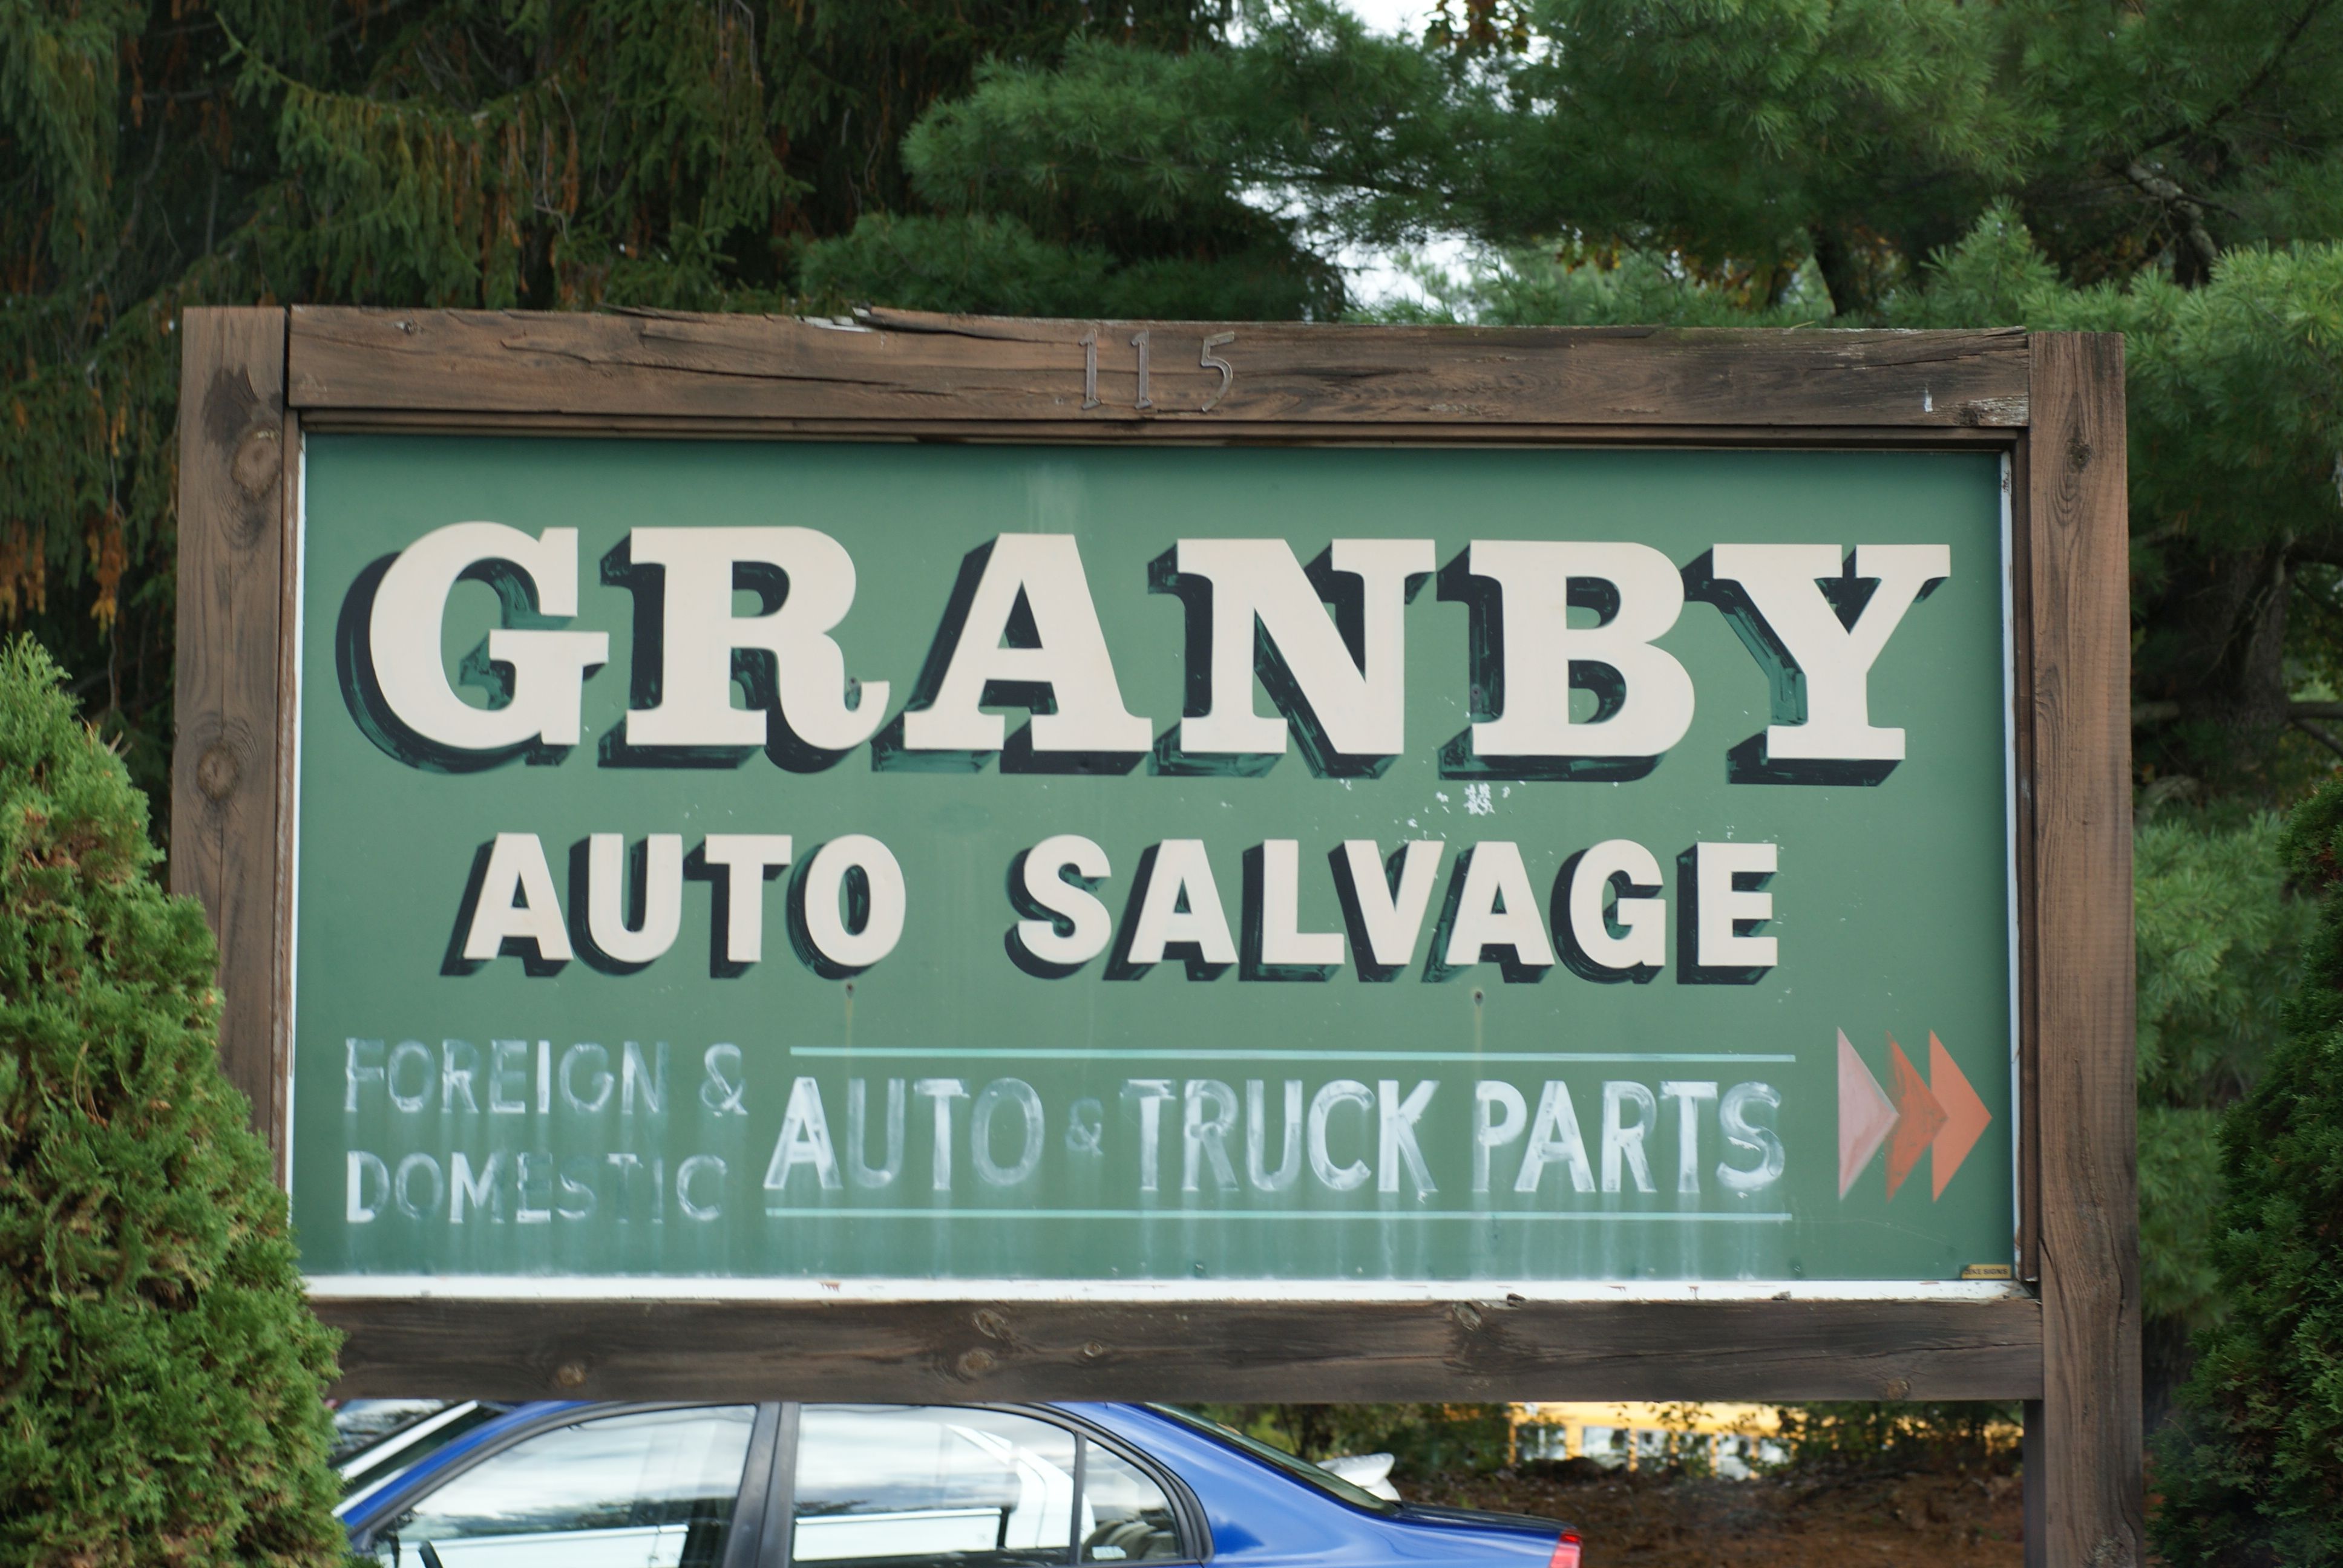 115
GRANBY
AUTO SALVAGE
FOREIGN &
DOMESTIC
AUTO & TRUCK PARTS